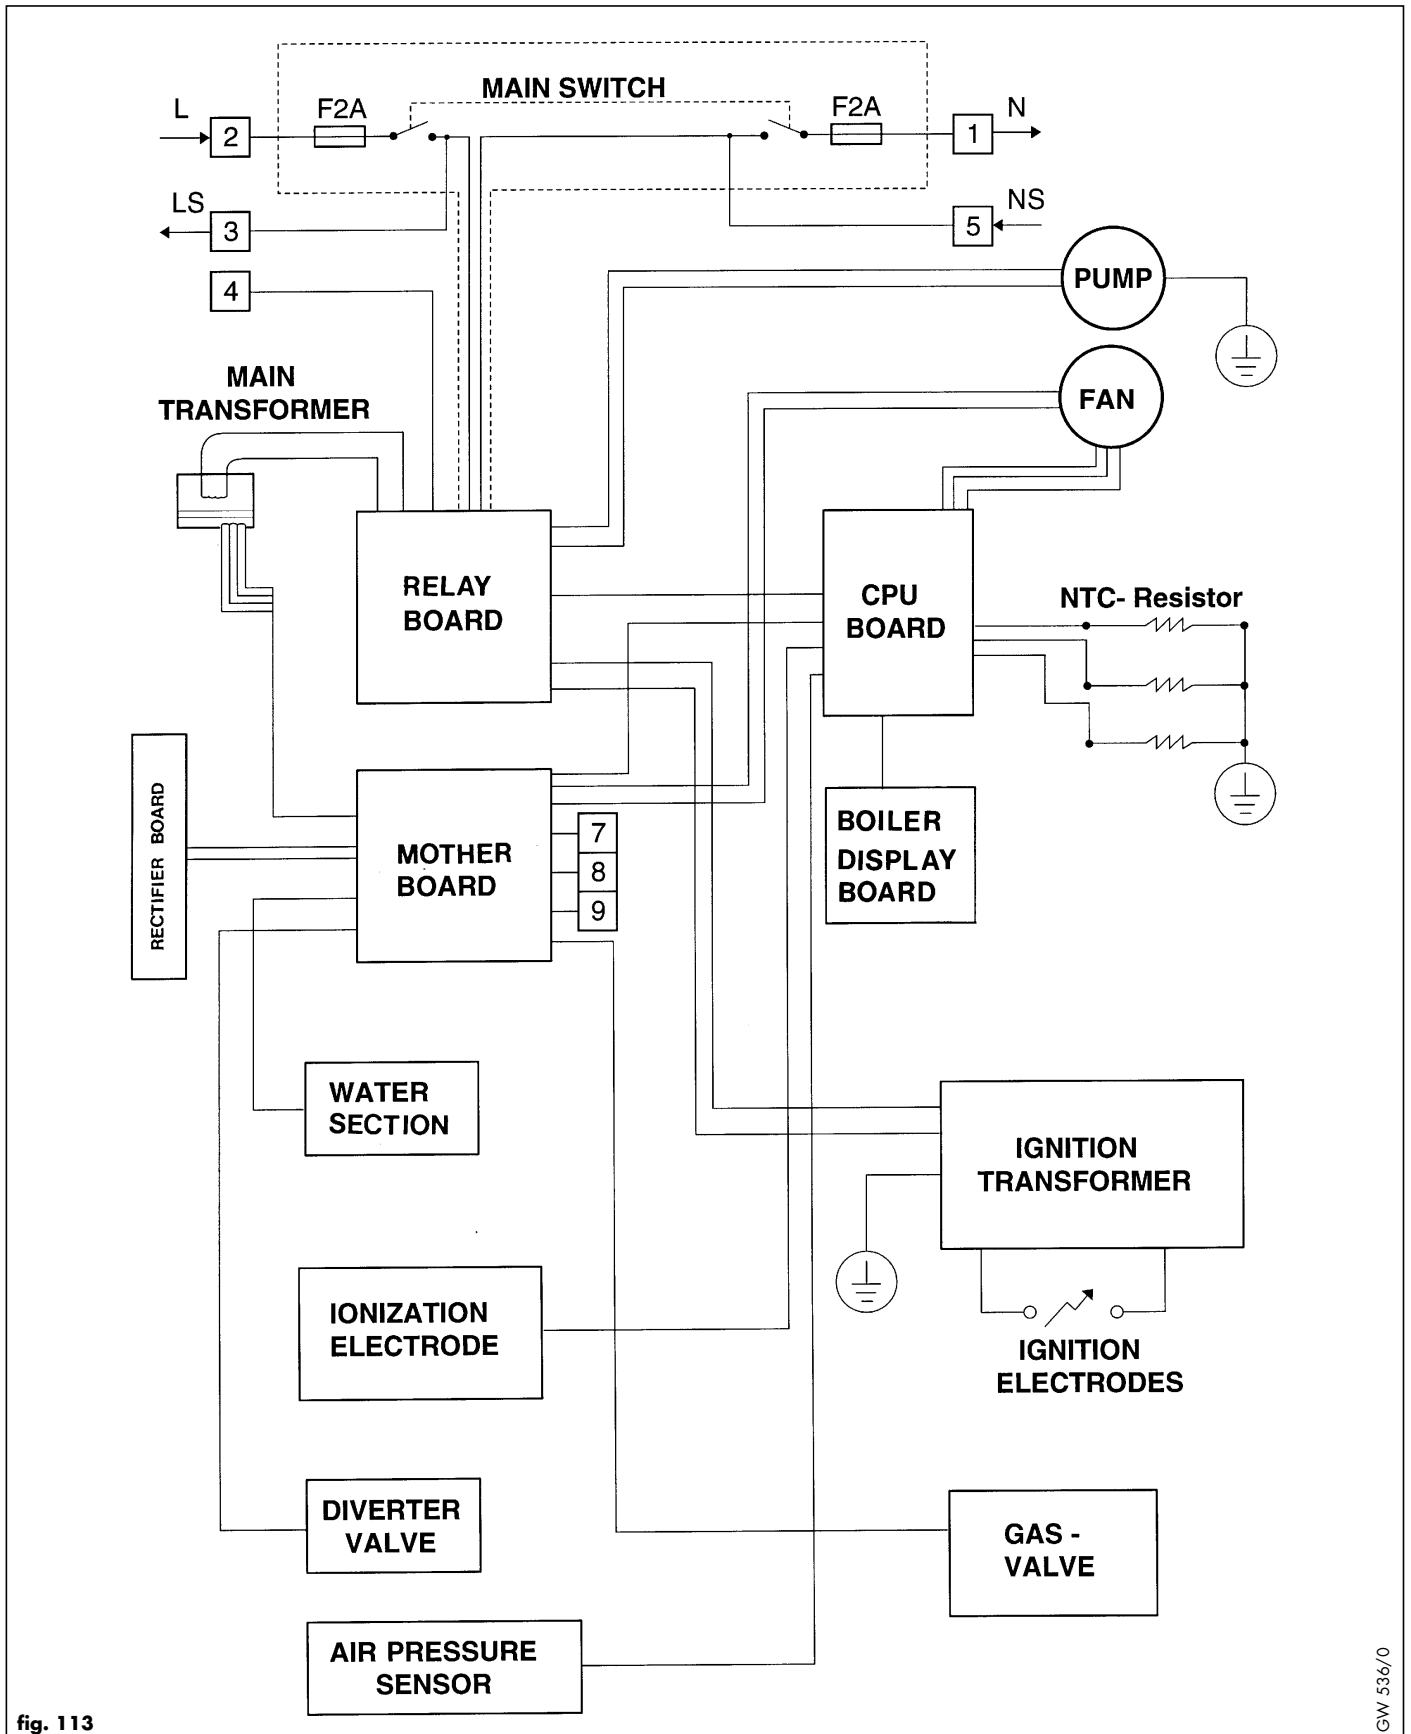 MAIN SWITCH
L
2
F2A
F2A
1
N
LS
3
5
NS
4
PUMP
MAIN
TRANSFORMER
FAN
RELAY
BOARD
CPU
BOARD
NTC- Resistor
RECTIFIER BOARD
MOTHER
BOARD
7
8
9
BOILER
DISPLAY
BOARD
WATER
SECTION
IGNITION
TRANSFORMER
IONIZATION
ELECTRODE
IGNITION
ELECTRODES
DIVERTER
VALVE
GAS -
VALVE
AIR PRESSURE
SENSOR
fig. 113
GW 536/0